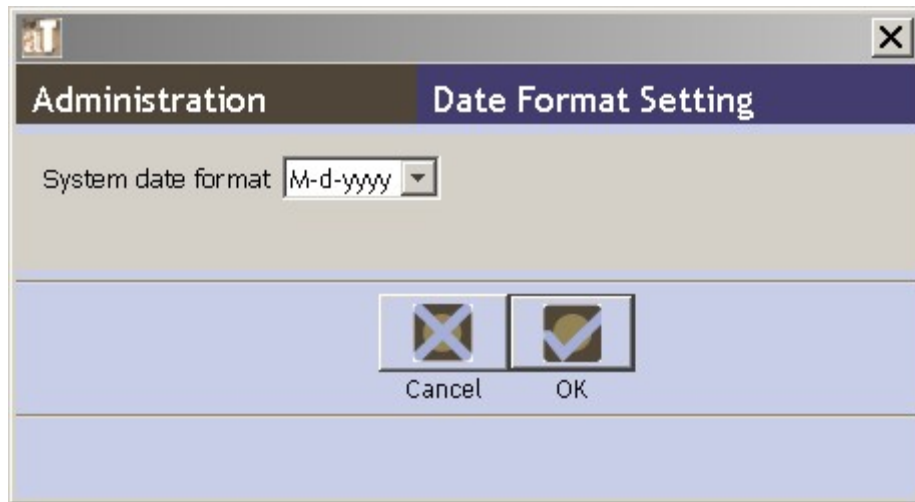 aT
Administration
Date Format Setting
System date format M-d-yyyy
Cancel
OK